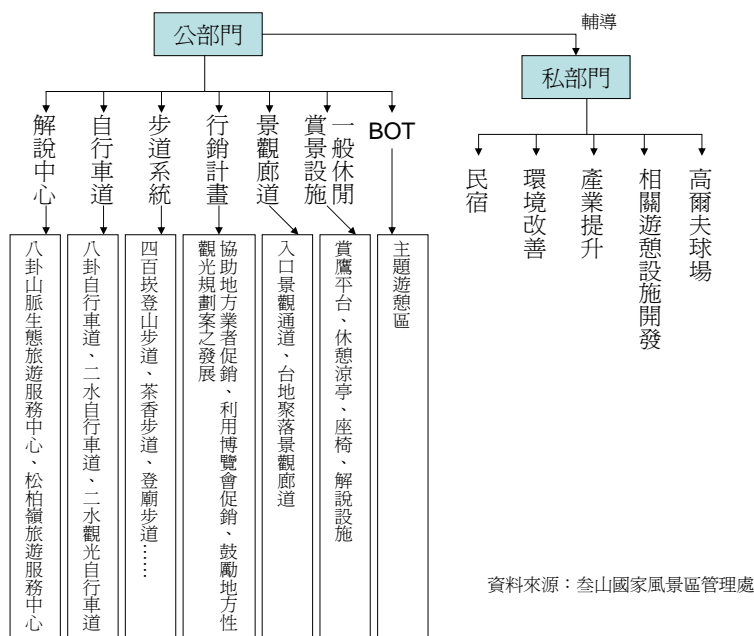 公部門
輔導
私部門
解說中心
自行車道
步道系統
行銷計畫
景觀廊道
一般休閒
賞景設施
BOT
民宿
環境改善
產業提升
相關遊憩設施開發
高爾夫球場
八卦山脈生態旅遊服務中心、松柏嶺旅遊服務中心
八卦自行車道、二水自行車道、二水觀光自行車道
四百崁登山步道、茶香步道、登廟步道……
協助地方業者促銷、利用博覽會促銷、鼓勵地方性
觀光規劃案之發展
入口景觀通道、台地聚落景觀廊道
賞鷹平台、休憩涼亭、座椅、解說設施
主題遊憩區
資料來源：參山國家風景區管理處